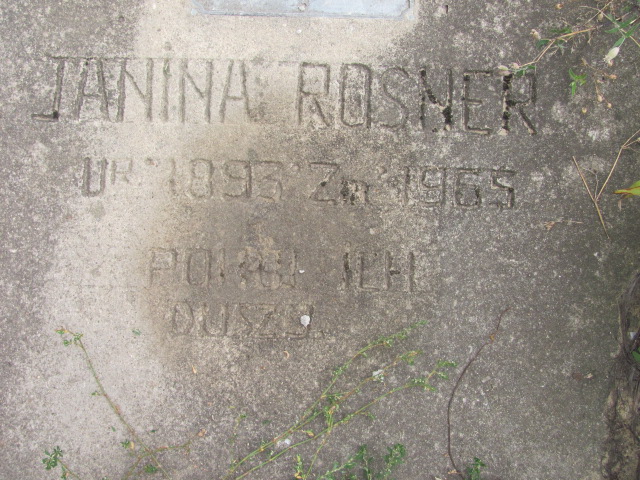 JANINA ROSNER
UR. 1893 ZM. 1965
POKÓJ ICH
DUSZY